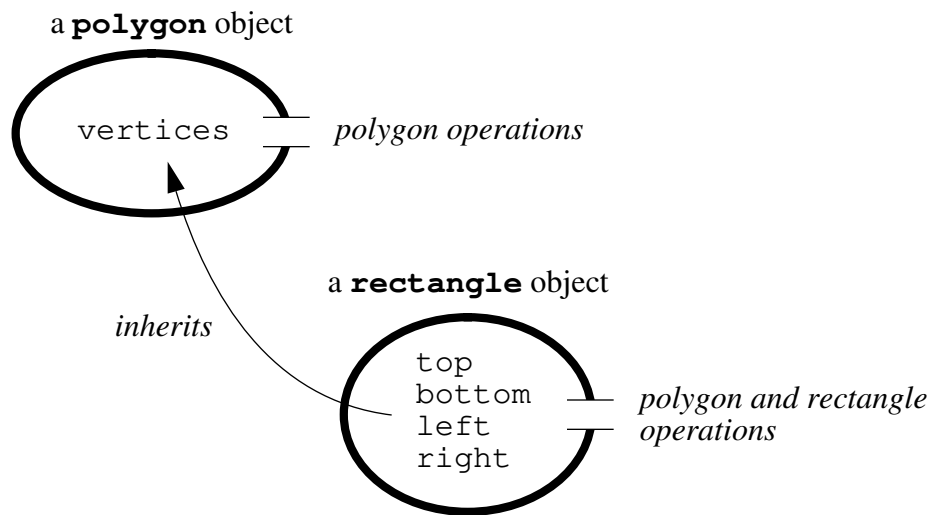 a polygon object
vertices
polygon operations
a rectangle object
inherits
top
bottom
left
right
polygon and rectangle
operations